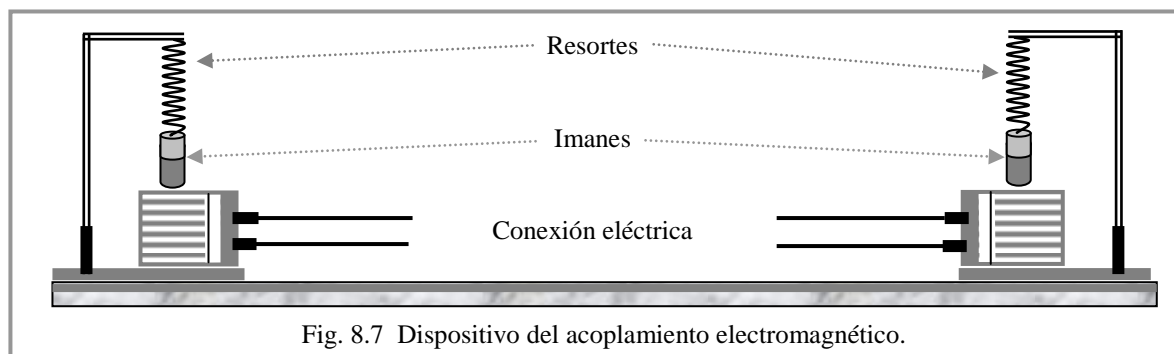 Resortes
Imanes
Conexión eléctrica
Fig. 8.7 Dispositivo del acoplamiento electromagnético.